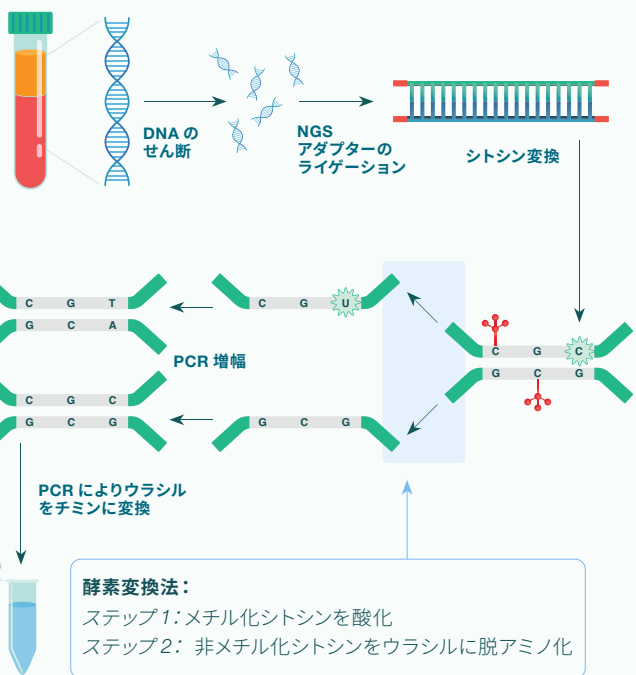 DNA の
せん断
NGS
アダプターの
ライゲーション
シトシン変換
C G T
G C A
C G U
C G C
G C G
PCR 増幅
C G C
G C G
G C G
PCR によりウラシル
をチミンに変換
酵素変換法：
ステップ 1： メチル化シトシンを酸化
ステップ 2： 非メチル化シトシンをウラシルに脱アミノ化